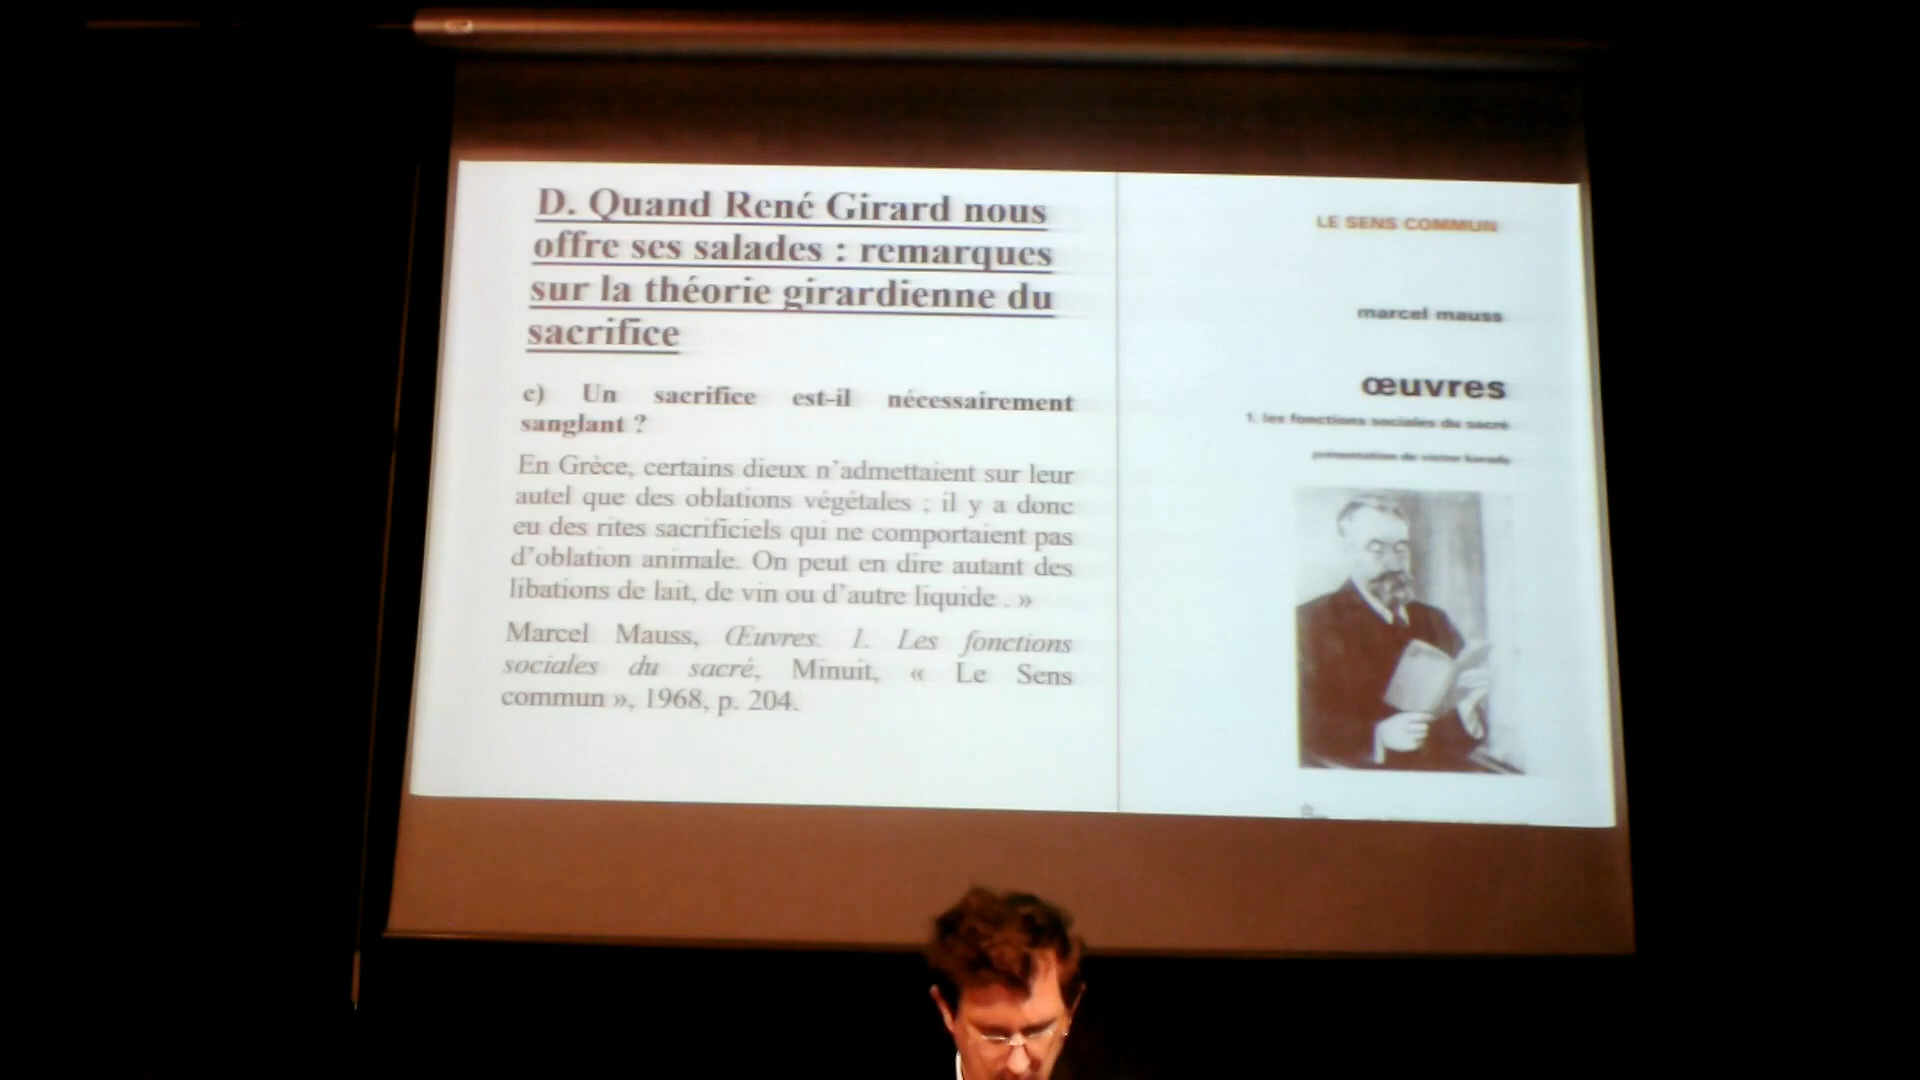 D. Quand René Girard nous
offre ses salades : remarques
sur la théorie girardienne du
sacrifice
c) Un sacrifice est-il nécessairement
sanglant ?
En Grèce, certains dieux n'admettaient sur leur
autel que des oblations végétales ; il y a donc
eu des rites sacrificiels qui ne comportaient pas
d'oblation animale. On peut en dire autant des
libations de lait, de vin ou d'autre liquide . »
Marcel Mauss, Œuvres. I. Les fonctions
sociales du sacré, Minuit, « Le Sens
commun », 1968, p. 204.
LE SENS COMMUN
marcel mauss
œuvres
1. les fonctions sociales du sacré
présentation de victor karady